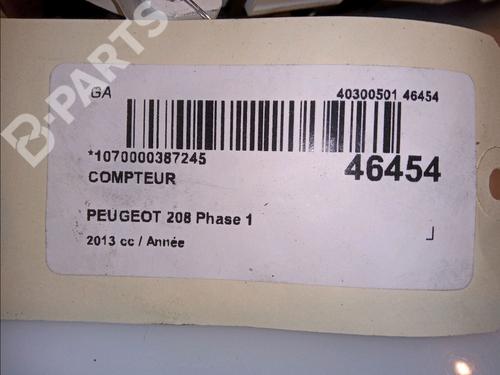 GA 40300501 46454
*1070000387245 46454
COMPTEUR
PEUGEOT 208 Phase 1
2013 cc / Année
B-PARTS